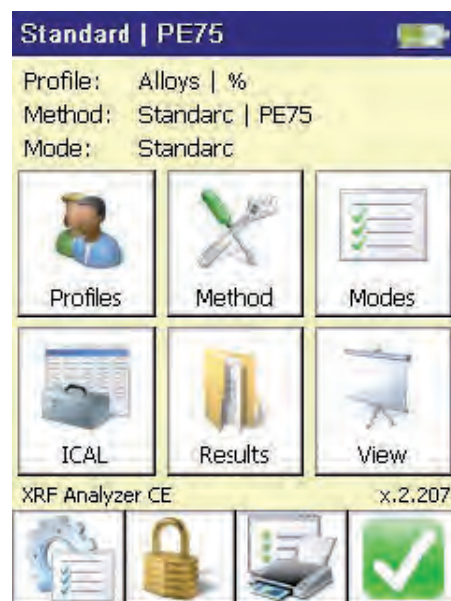 Standard | PE75
Profile: Alloys | %
Method: Standarc | PE75
Mode: Standarc
Profiles Method Modes
ICAL Results View
XRF Analyzer CE x.2.207